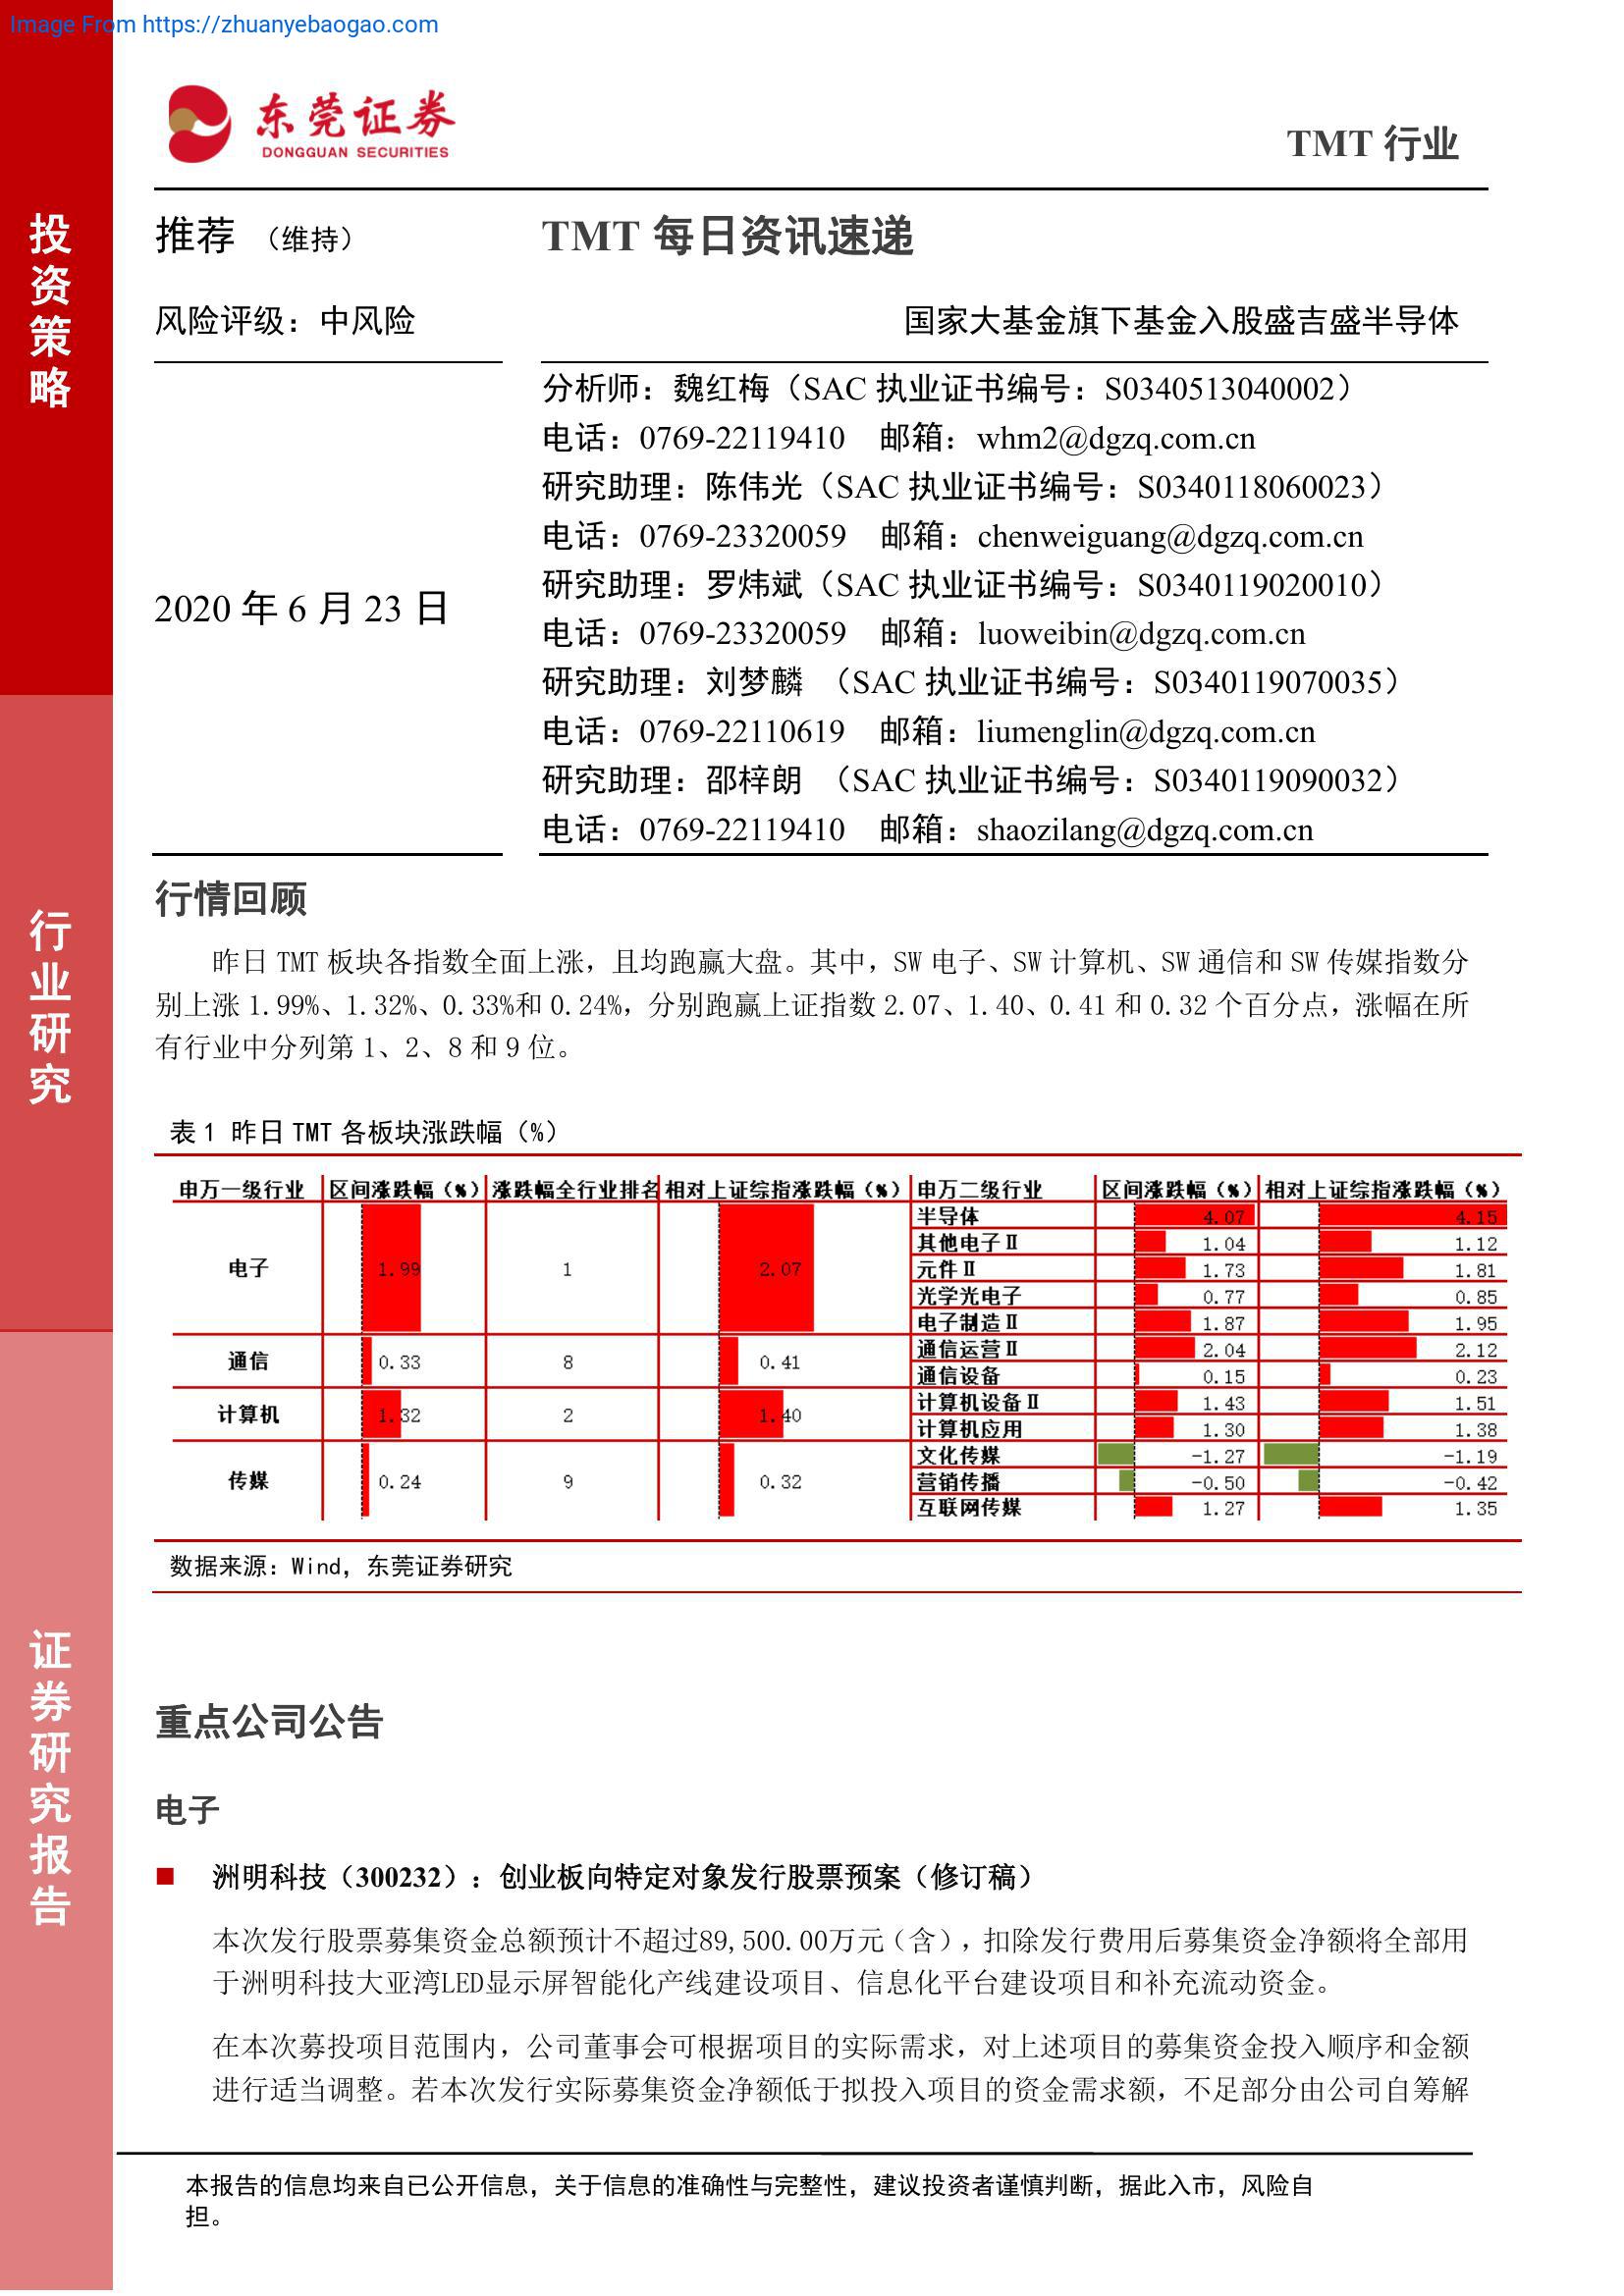 Image From https://zhuanyebaogao.com
东莞证券
DONGGUAN SECURITIES
TMT 行业
投资策略
行业研究
证券研究报告
推荐 （维持）
TMT 每日资讯速递
风险评级：中风险
国家大基金旗下基金入股盛吉盛半导体
2020 年 6 月 23 日
分析师：魏红梅（SAC 执业证书编号：S0340513040002）
电话：0769-22119410 邮箱：whm2@dgzq.com.cn
研究助理：陈伟光（SAC 执业证书编号：S0340118060023）
电话：0769-23320059 邮箱：chenweiguang@dgzq.com.cn
研究助理：罗炜斌（SAC 执业证书编号：S0340119020010）
电话：0769-23320059 邮箱：luoweibin@dgzq.com.cn
研究助理：刘梦麟 （SAC 执业证书编号：S0340119070035）
电话：0769-22110619 邮箱：liumenglin@dgzq.com.cn
研究助理：邵梓朗 （SAC 执业证书编号：S0340119090032）
电话：0769-22119410 邮箱：shaozilang@dgzq.com.cn
行情回顾
昨日 TMT 板块各指数全面上涨，且均跑赢大盘。其中，SW 电子、SW 计算机、SW 通信和 SW 传媒指数分
别上涨 1.99%、1.32%、0.33%和 0.24%，分别跑赢上证指数 2.07、1.40、0.41 和 0.32 个百分点，涨幅在所
有行业中分列第 1、2、8 和 9 位。
表 1 昨日 TMT 各板块涨跌幅（%）
申万一级行业 区间涨跌幅（%） 涨跌幅全行业排名 相对上证综指涨跌幅（%） 申万二级行业 区间涨跌幅（%） 相对上证综指涨跌幅（%）
半导体 4.07 4.15
其他电子Ⅱ 1.04 1.12
电子 1.99 1 2.07 元件Ⅱ 1.73 1.81
光学光电子 0.77 0.85
电子制造Ⅱ 1.87 1.95
通信 0.33 8 0.41 通信运营Ⅱ 2.04 2.12
通信设备 0.15 0.23
计算机 1.32 2 1.40 计算机设备Ⅱ 1.43 1.51
计算机应用 1.30 1.38
文化传媒 -1.27 -1.19
传媒 0.24 9 0.32 营销传播 -0.50 -0.42
互联网传媒 1.27 1.35
数据来源：Wind，东莞证券研究
重点公司公告
电子
■ 洲明科技（300232）：创业板向特定对象发行股票预案（修订稿）
本次发行股票募集资金总额预计不超过89,500.00万元（含），扣除发行费用后募集资金净额将全部用
于洲明科技大亚湾LED显示屏智能化产线建设项目、信息化平台建设项目和补充流动资金。
在本次募投项目范围内，公司董事会可根据项目的实际需求，对上述项目的募集资金投入顺序和金额
进行适当调整。若本次发行实际募集资金净额低于拟投入项目的资金需求额，不足部分由公司自筹解
本报告的信息均来自已公开信息，关于信息的准确性与完整性，建议投资者谨慎判断，据此入市，风险自
担。